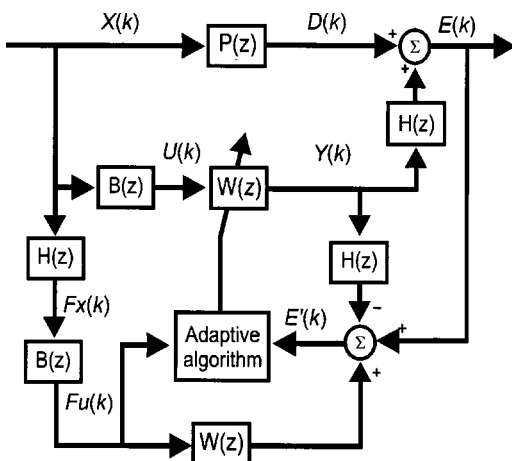 X(k)
P(z)
D(k)
+
Σ
E(k)
+
H(z)
B(z)
U(k)
W(z)
Y(k)
H(z)
H(z)
Fx(k)
−
Adaptive
algorithm
E'(k)
Σ
+
B(z)
+
Fu(k)
W(z)